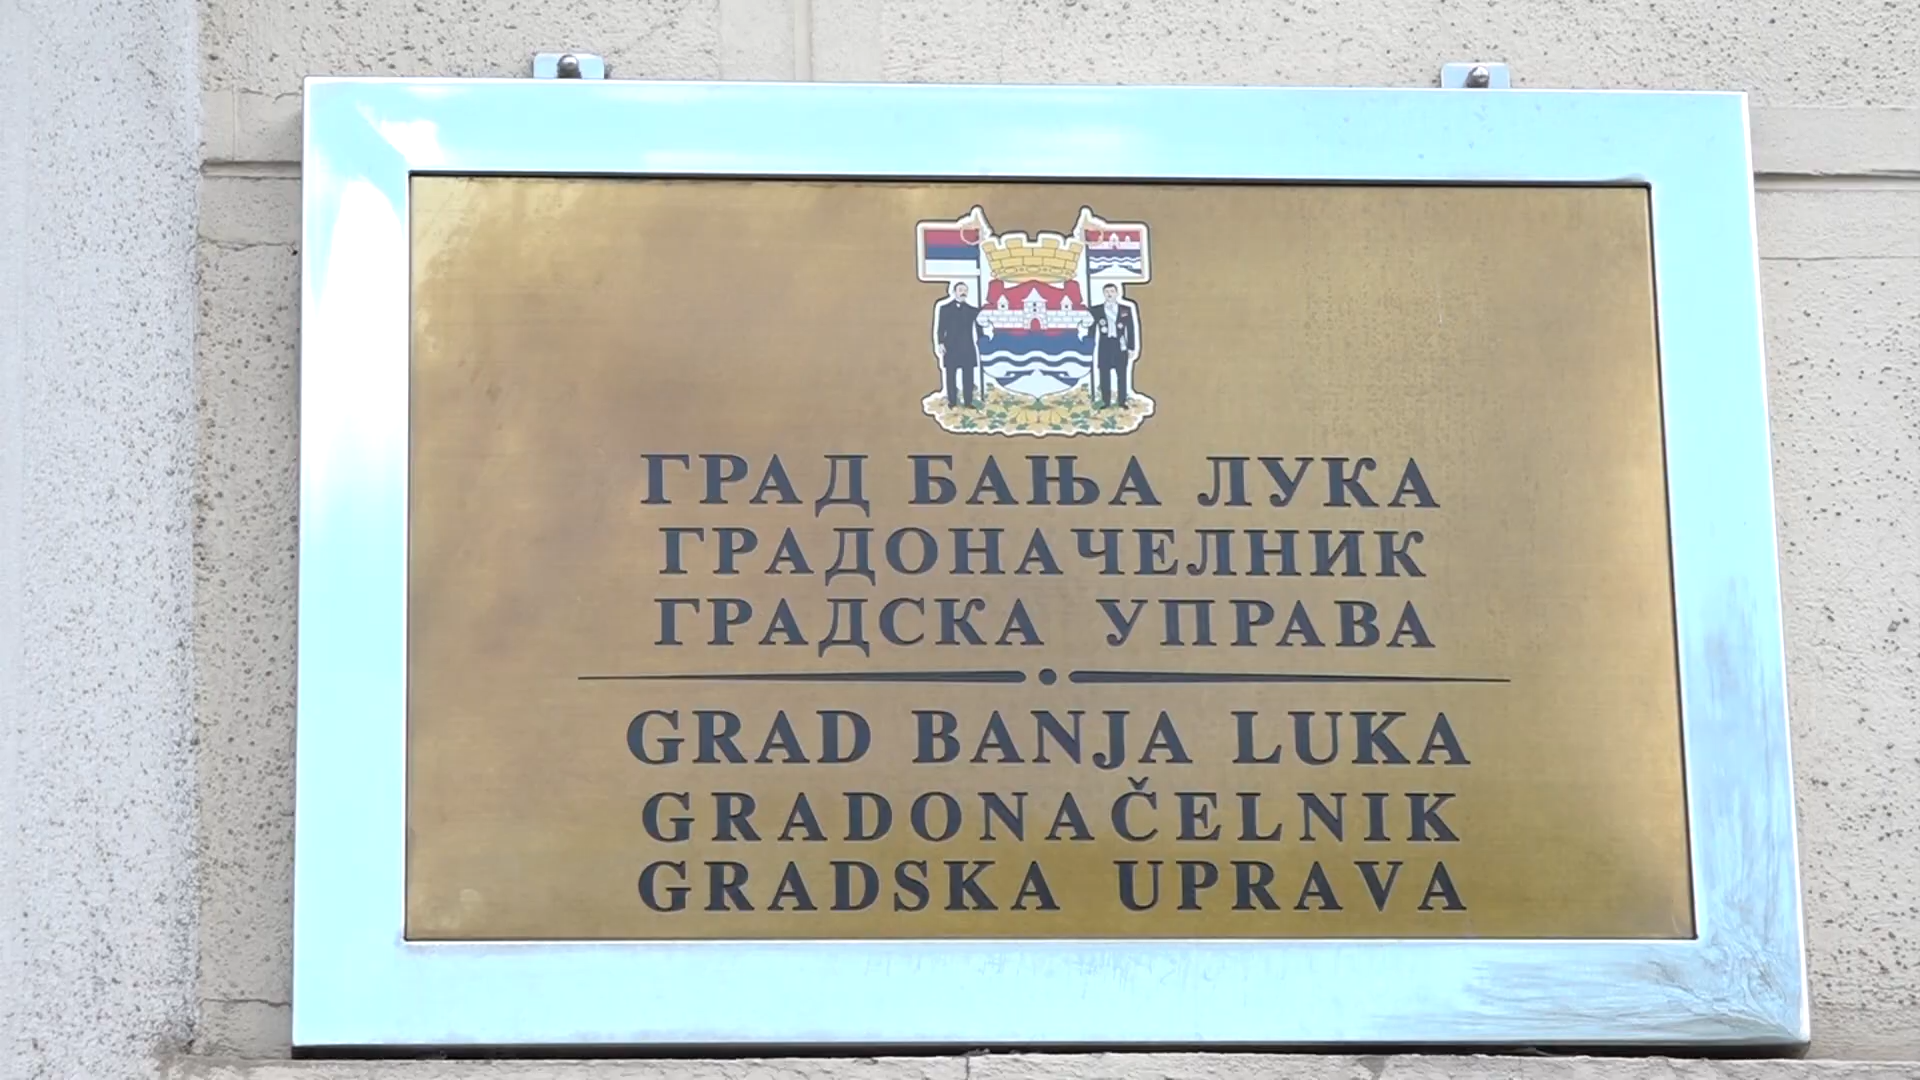 ГРАД БАЊА ЛУКА
ГРАДОНАЧЕЛНИК
ГРАДСКА УПРАВА
GRAD BANJA LUKA
GRADONAČELNIK
GRADSKA UPRAVA